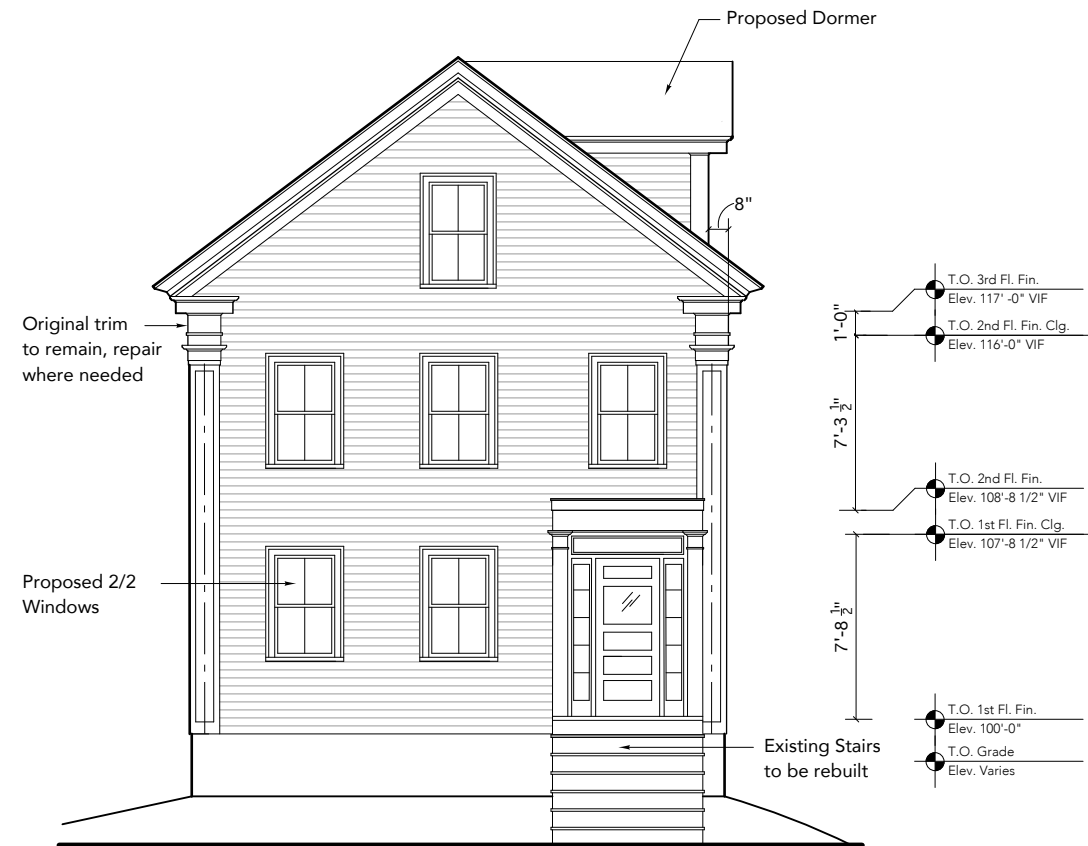 Proposed Dormer
8"
T.O. 3rd Fl. Fin.
Elev. 117' -0" VIF
1'-0"
T.O. 2nd Fl. Fin. Clg.
Elev. 116'-0" VIF
Original trim
to remain, repair
where needed
7'-3 1/2"
T.O. 2nd Fl. Fin.
Elev. 108'-8 1/2" VIF
T.O. 1st Fl. Fin. Clg.
Elev. 107'-8 1/2" VIF
Proposed 2/2
Windows
7'-8 1/2"
T.O. 1st Fl. Fin.
Elev. 100'-0"
Existing Stairs
to be rebuilt
T.O. Grade
Elev. Varies